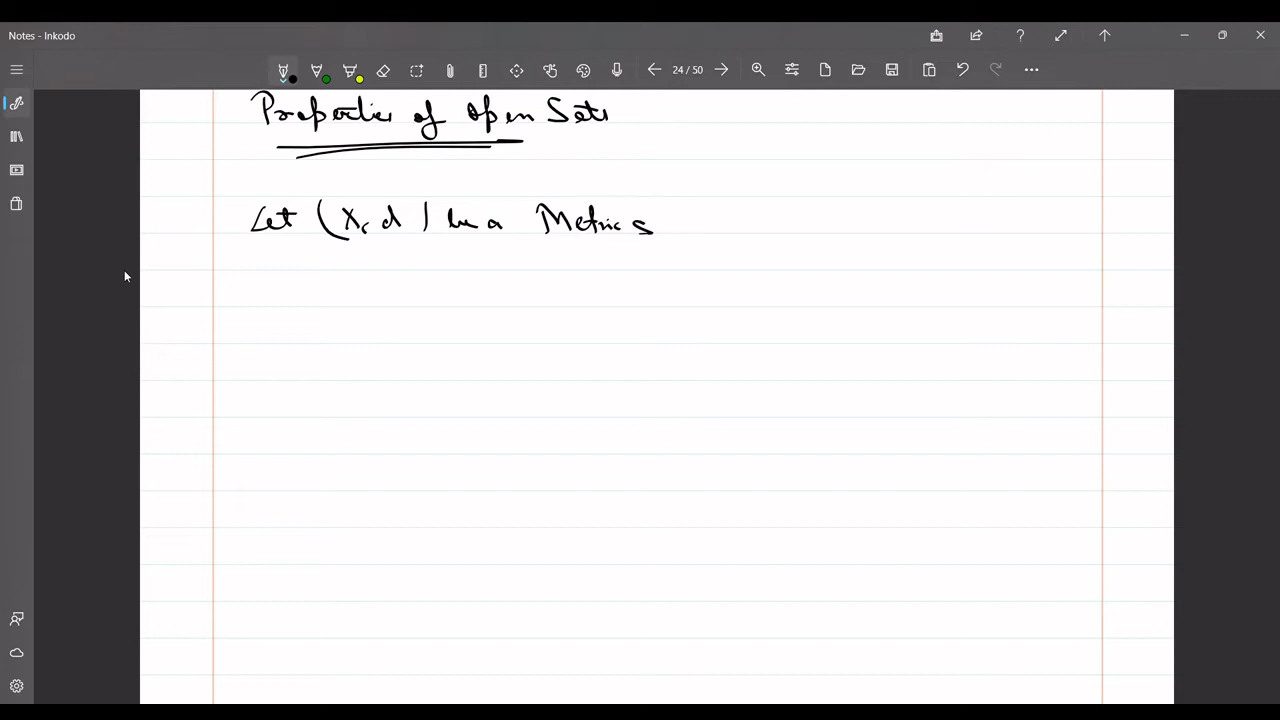 Notes - Inkodo
24 / 50
Properties of Open Sets
Let (X, d) be a Metric s